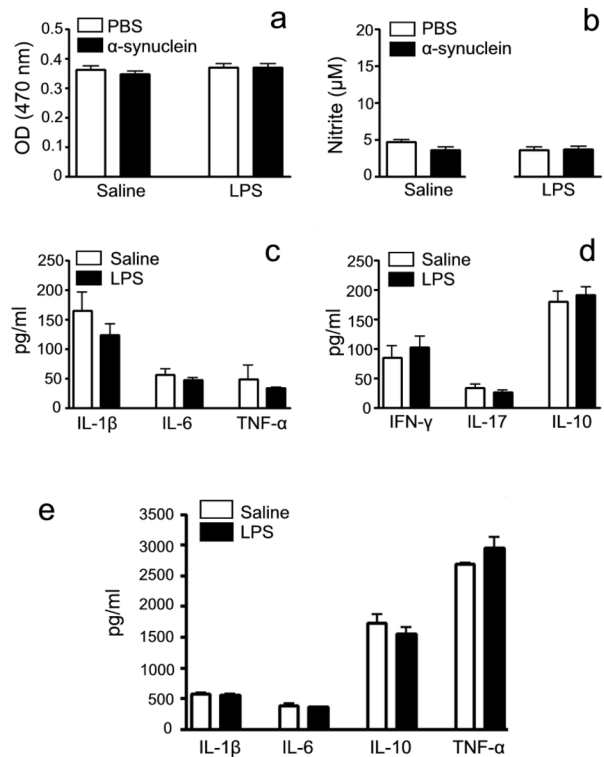 a
PBS
α-synuclein
OD (470 nm)
0.5
0.4
0.3
0.2
0.1
0
Saline LPS
b
PBS
α-synuclein
Nitrite (μM)
20
15
10
5
0
Saline LPS
c
Saline
LPS
pg/ml
250
200
150
100
50
0
IL-1β IL-6 TNF-α
d
Saline
LPS
pg/ml
250
200
150
100
50
0
IFN-γ IL-17 IL-10
e
Saline
LPS
pg/ml
3500
3000
2500
2000
1500
1000
500
0
IL-1β IL-6 IL-10 TNF-α